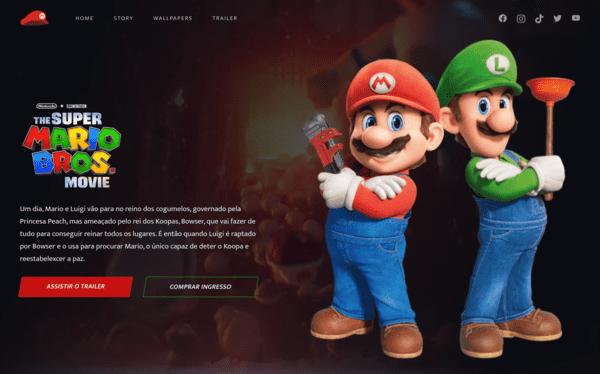 HOME STORY WALLPAPERS TRAILER
Nintendo ILLUMINATION
THE SUPER
MARIO
BROS.
MOVIE
Um dia, Mario e Luigi vão para no reino dos cogumelos, governado pela
Princesa Peach, mas ameaçado pelo rei dos Koopas, Bowser, que vai fazer de
tudo para conseguir reinar todos os lugares. É então quando Luigi é raptado
por Bowser e o usa para procurar Mario, o único capaz de deter o Koopa e
reestabelexcer a paz.
ASSISTIR O TRAILER COMPRAR INGRESSO
M
L